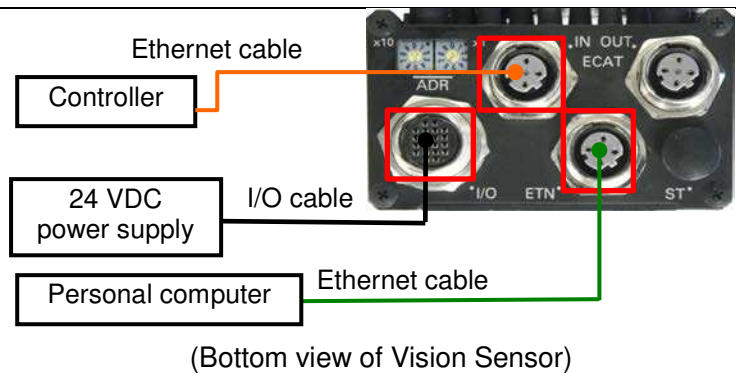 Ethernet cable
Controller
x10
IN OUT
ECAT
ADR
24 VDC
power supply
I/O cable
I/O
ETN
ST
Personal computer
Ethernet cable
(Bottom view of Vision Sensor)